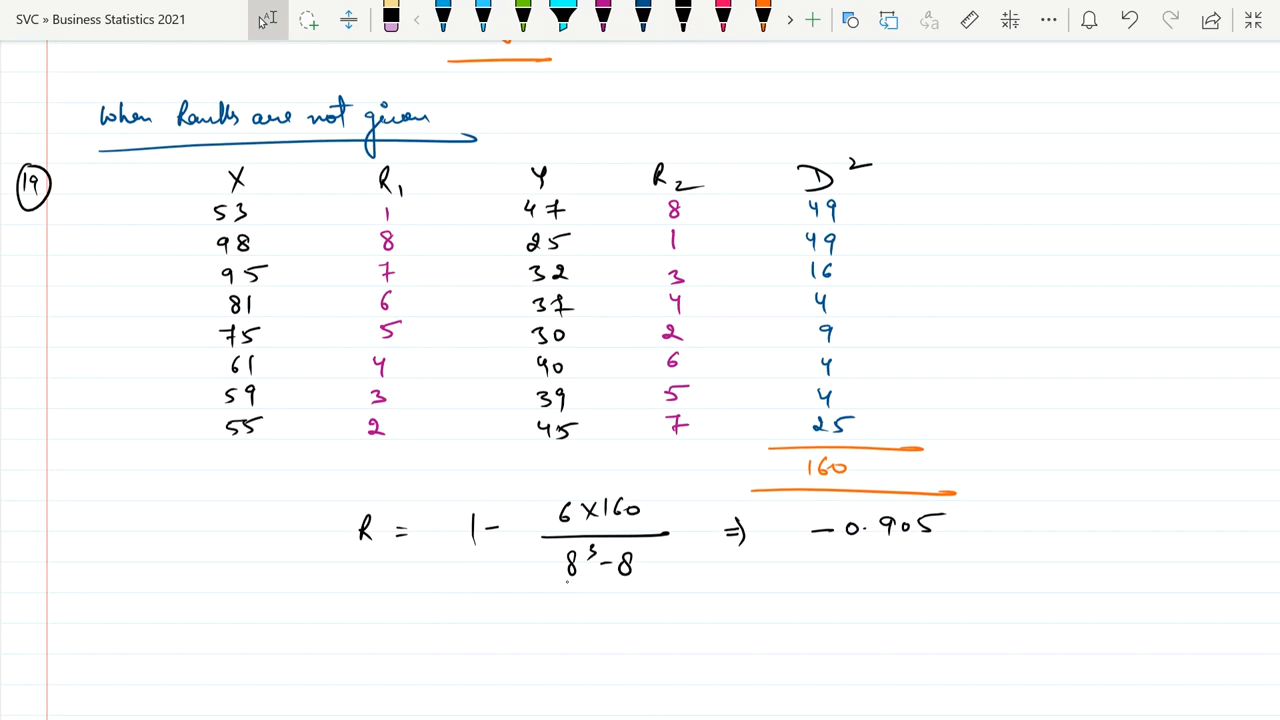 SVC » Business Statistics 2021
When Ranks are not given
19 X R₁ Y R₂ D²
53 1 47 8 49
98 8 25 1 49
95 7 32 3 16
81 6 37 4 4
75 5 30 2 9
61 4 40 6 4
59 3 39 5 4
55 2 45 7 25
160
R = 1 - 6×160 / 8³-8 ⇒ -0.905